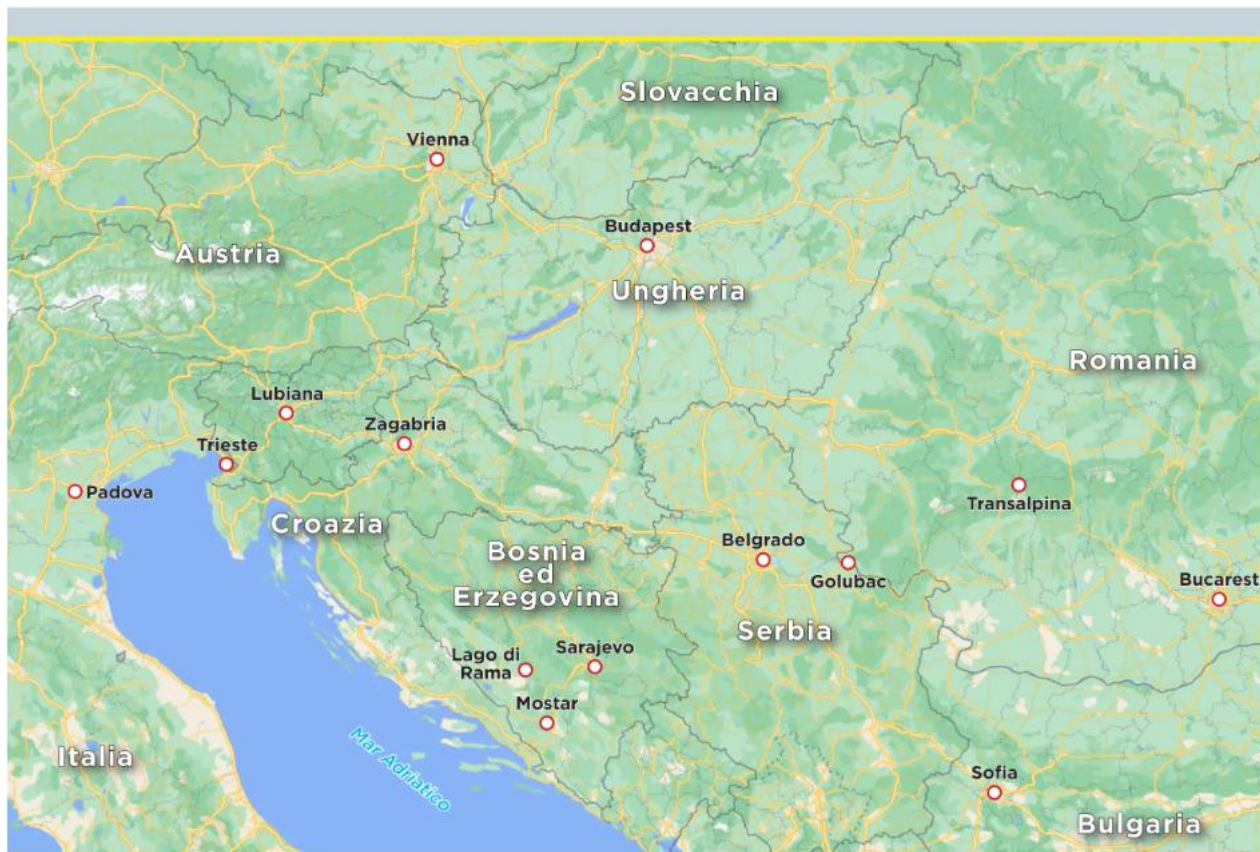 Slovacchia
Vienna
Budapest
Austria
Ungheria
Romania
Lubiana
Zagabria
Trieste
Padova
Transalpina
Croazia
Belgrado
Bosnia
ed
Erzegovina
Golubac
Bucarest
Serbia
Sarajevo
Lago di
Rama
Mostar
Mar Adriatico
Italia
Sofia
Bulgaria